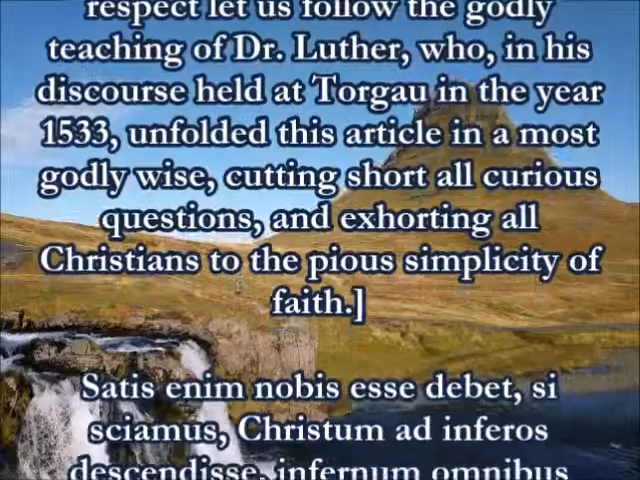 respect let us follow the godly
teaching of Dr. Luther, who, in his
discourse held at Torgau in the year
1533, unfolded this article in a most
godly wise, cutting short all curious
questions, and exhorting all
Christians to the pious simplicity of
faith.]
Satis enim nobis esse debet, si
sciamus, Christum ad inferos
descendisse, infernum omnibus